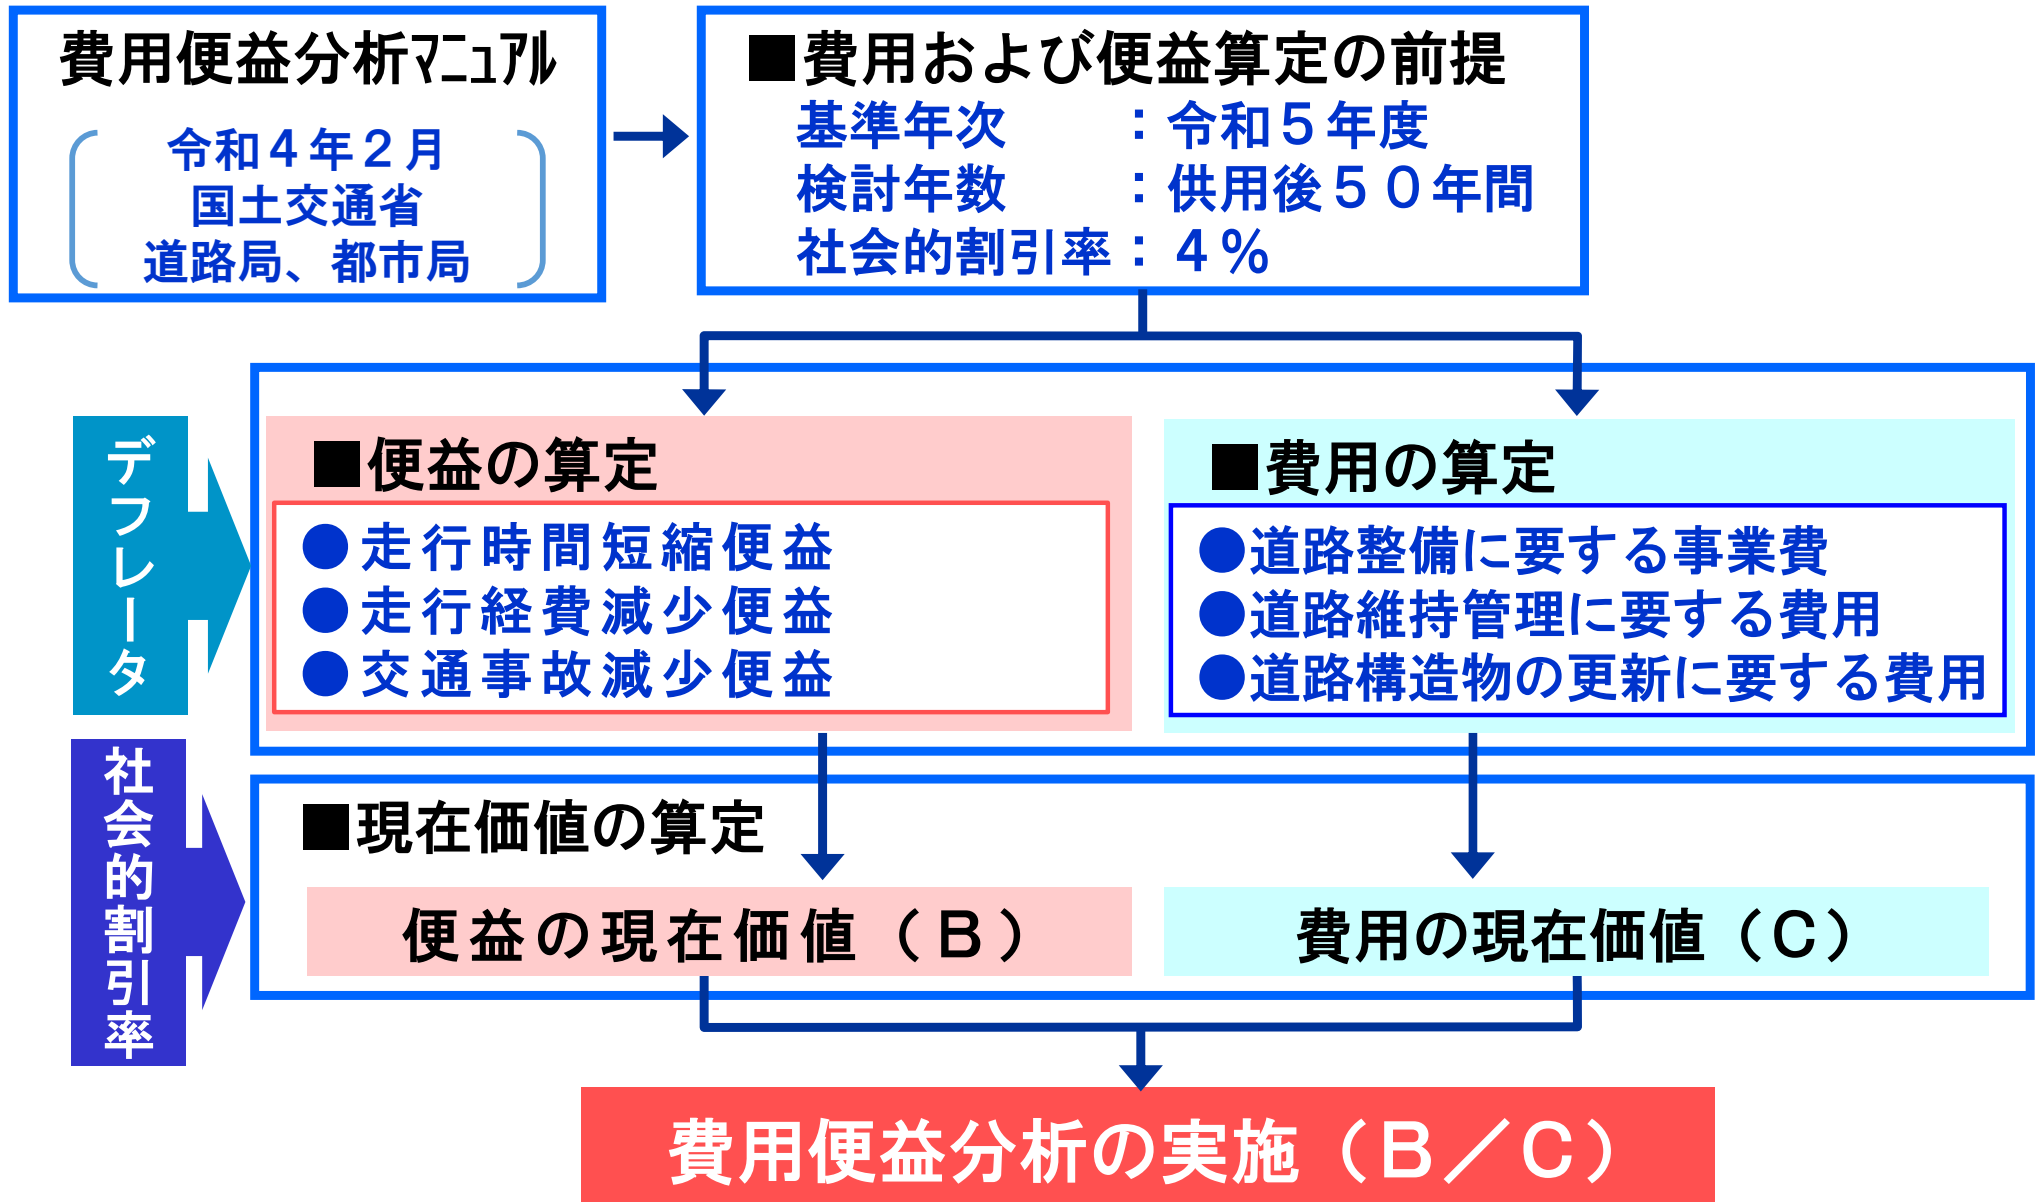 費用便益分析ﾏﾆｭｱﾙ
令和４年２月
国土交通省
道路局、都市局
■費用および便益算定の前提
基準年次　　：令和５年度
検討年数　　：供用後５０年間
社会的割引率：４％
デフレータ
■便益の算定
●走行時間短縮便益
●走行経費減少便益
●交通事故減少便益
■費用の算定
●道路整備に要する事業費
●道路維持管理に要する費用
●道路構造物の更新に要する費用
社会的割引率
■現在価値の算定
便益の現在価値（Ｂ）
費用の現在価値（Ｃ）
費用便益分析の実施（Ｂ／Ｃ）